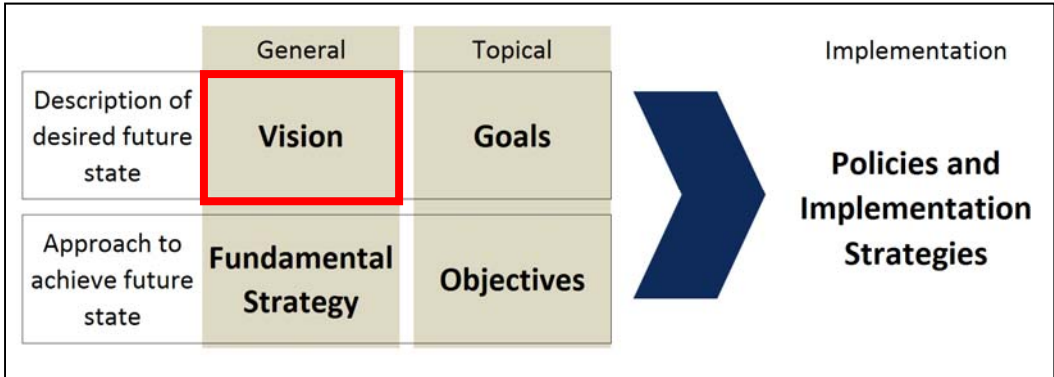 General
Topical
Implementation
Description of
desired future
state
Vision
Goals
Approach to
achieve future
state
Fundamental
Strategy
Objectives
Policies and
Implementation
Strategies